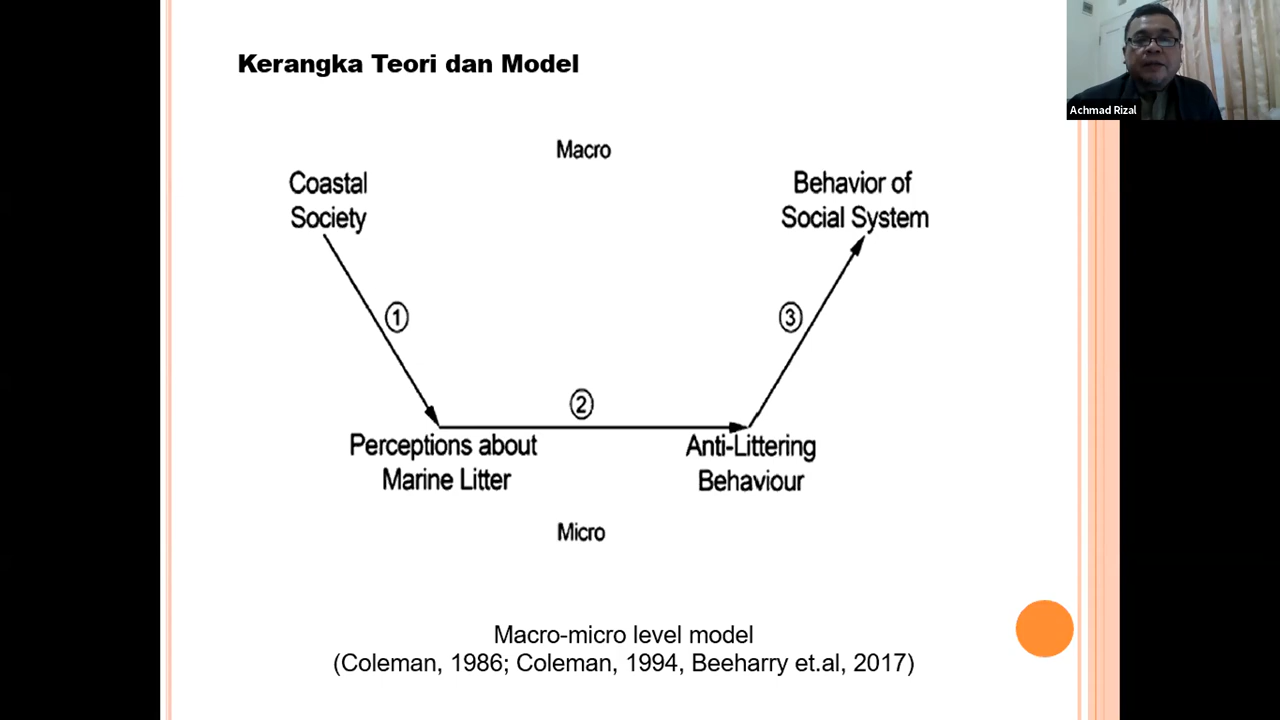 Kerangka Teori dan Model
Achmad Rizal
Macro
Coastal
Society
Behavior of
Social System
1
3
2
Perceptions about
Marine Litter
Anti-Littering
Behaviour
Micro
Macro-micro level model
(Coleman, 1986; Coleman, 1994, Beeharry et.al, 2017)